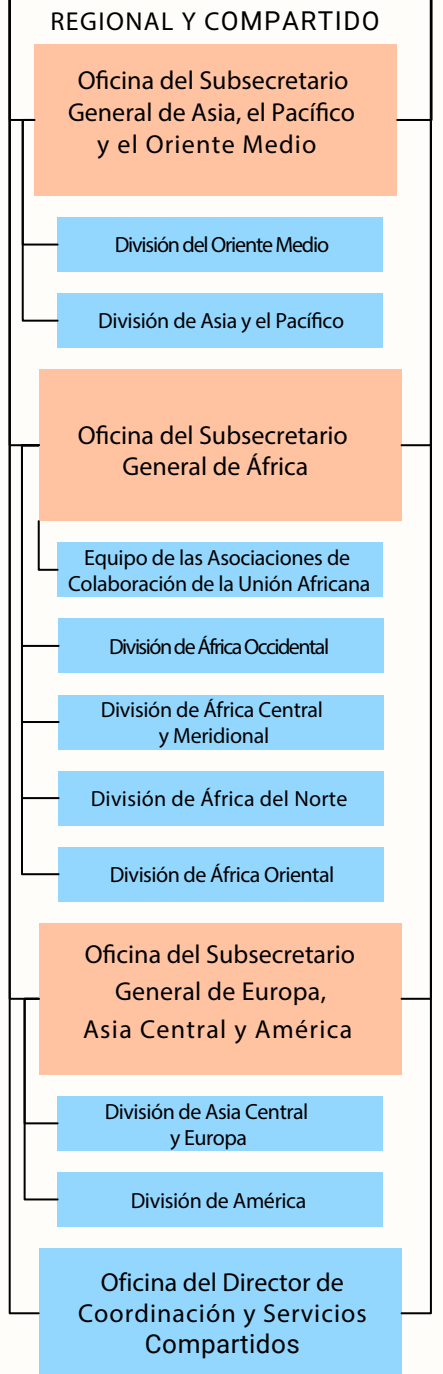 REGIONAL Y COMPARTIDO
Oficina del Subsecretario
General de Asia, el Pacífico
y el Oriente Medio
División del Oriente Medio
División de Asia y el Pacífico
Oficina del Subsecretario
General de África
Equipo de las Asociaciones de
Colaboración de la Unión Africana
División de África Occidental
División de África Central
y Meridional
División de África del Norte
División de África Oriental
Oficina del Subsecretario
General de Europa,
Asia Central y América
División de Asia Central
y Europa
División de América
Oficina del Director de
Coordinación y Servicios
Compartidos